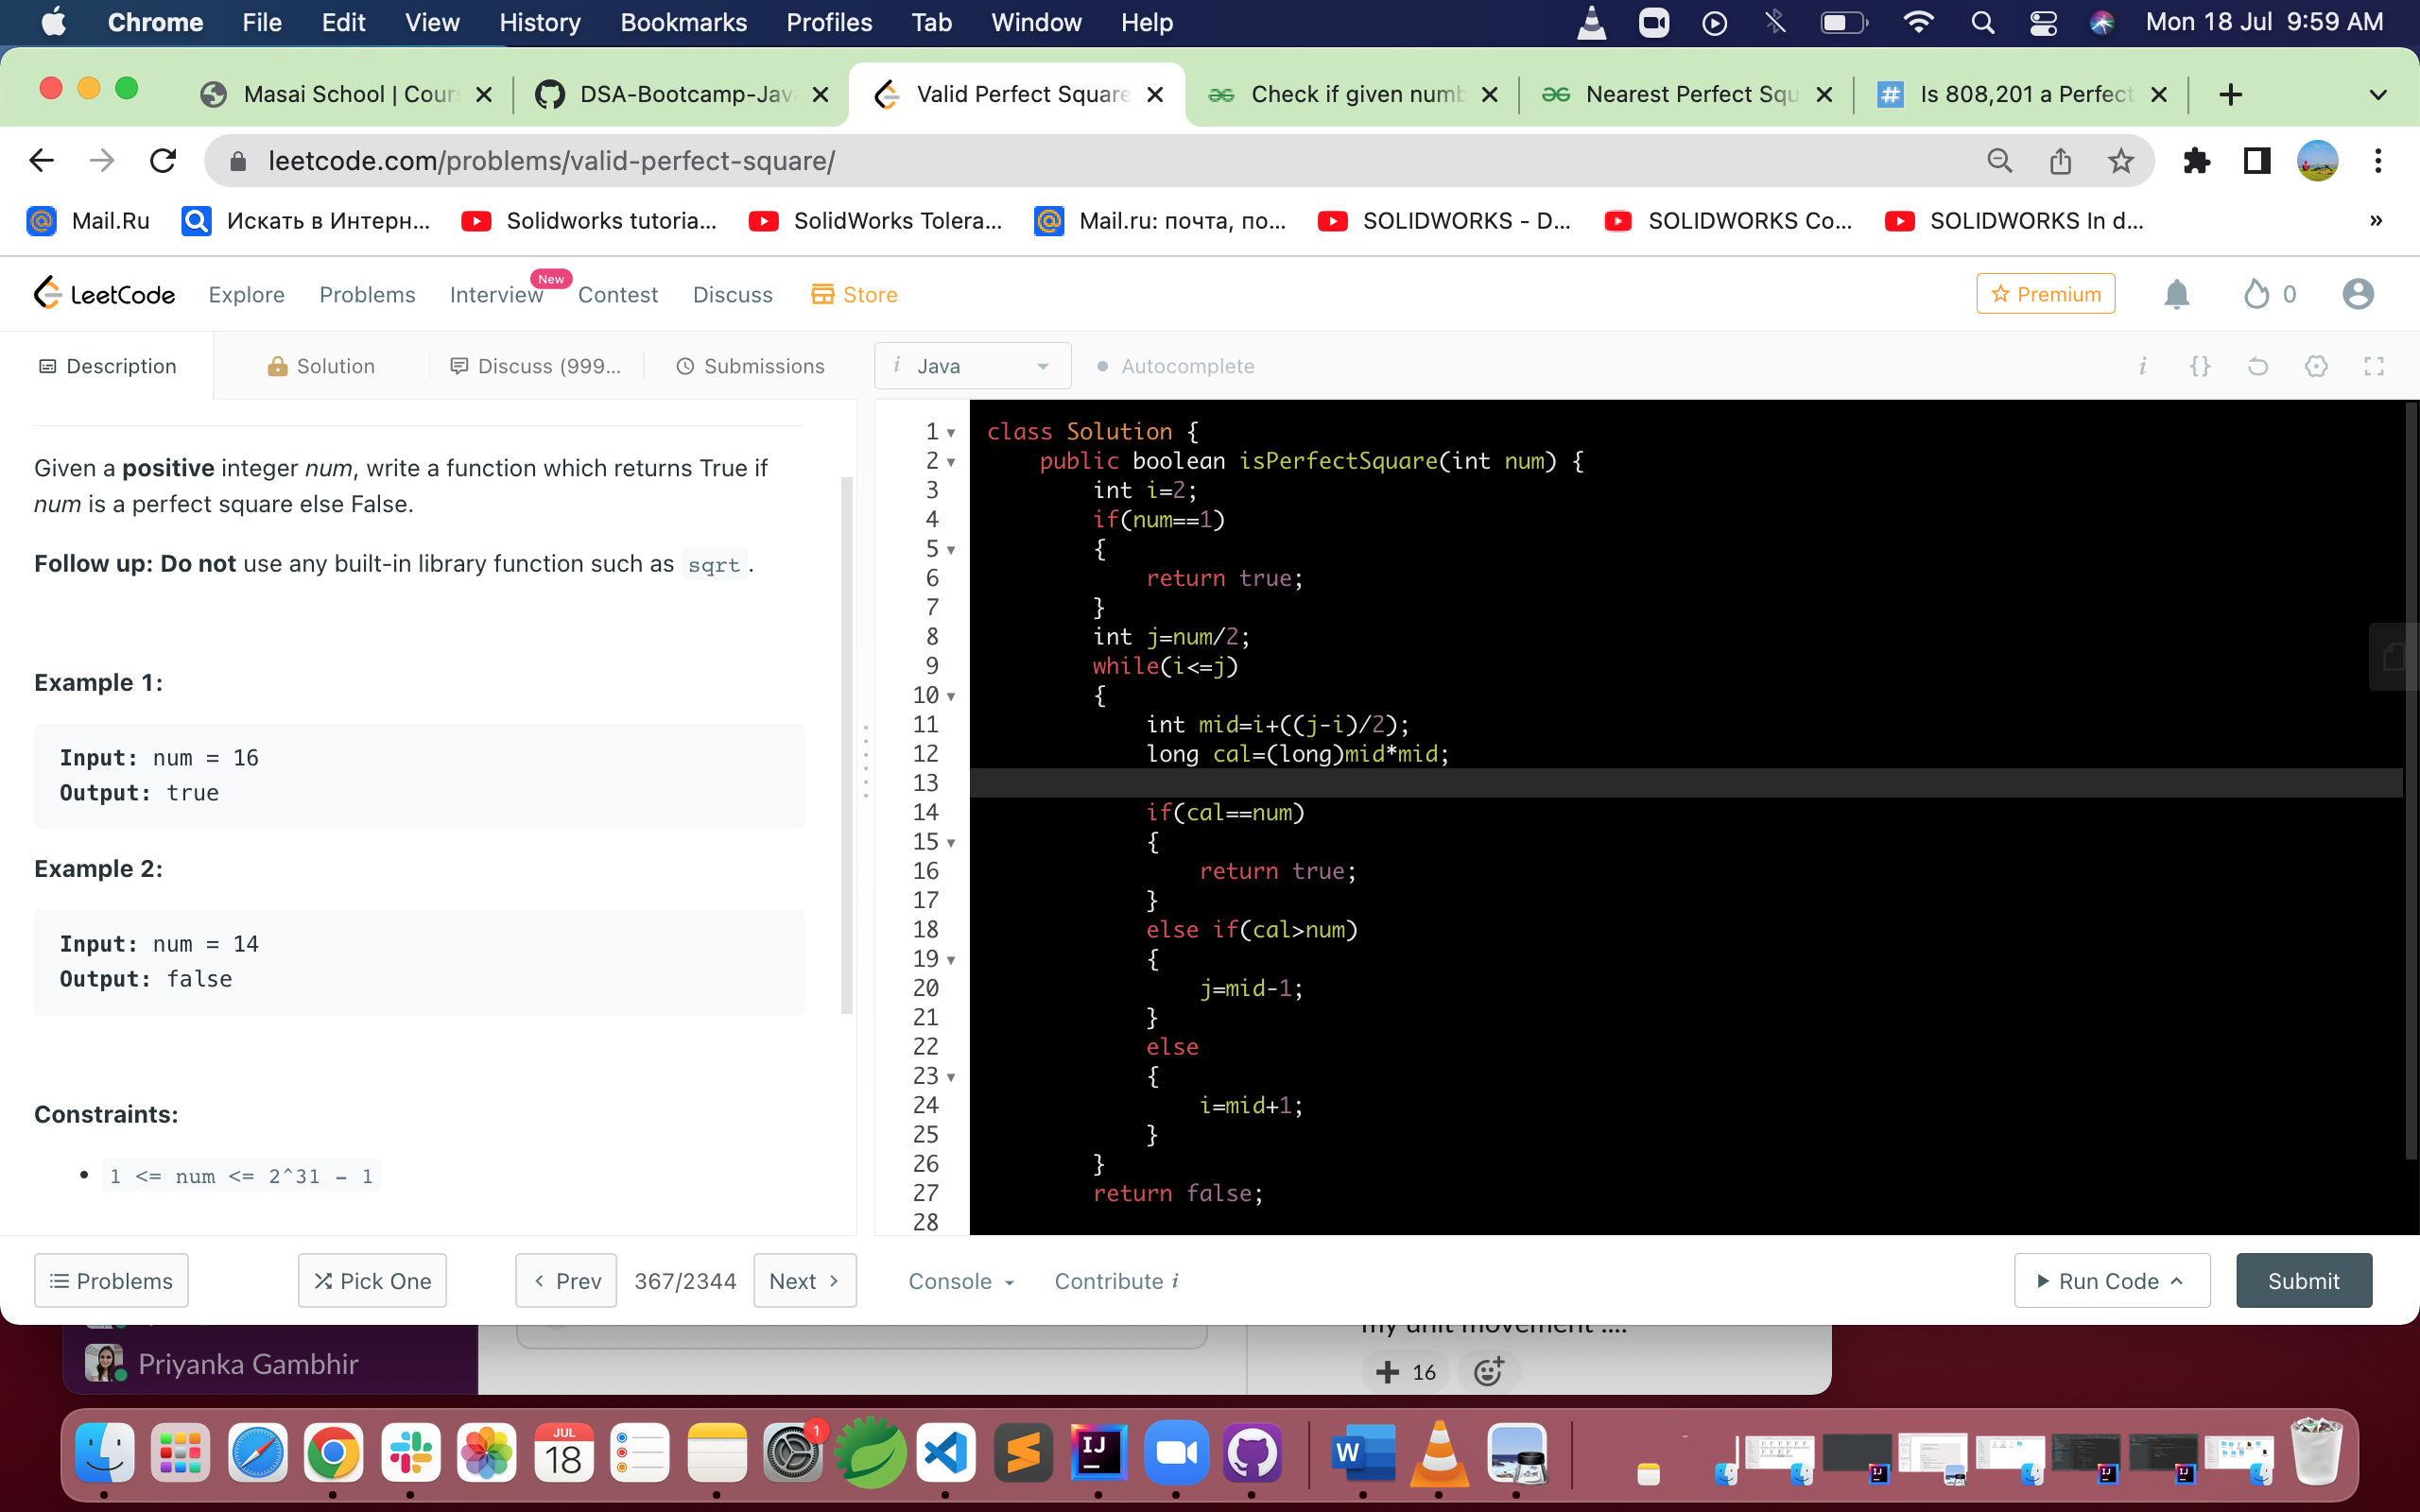 Chrome File Edit View History Bookmarks Profiles Tab Window Help Mon 18 Jul 9:59 AM
Masai School | Cour DSA-Bootcamp-Jav Valid Perfect Square Check if given numb Nearest Perfect Squ Is 808,201 a Perfect
leetcode.com/problems/valid-perfect-square/
Mail.Ru Искать в Интерн... Solidworks tutoria... SolidWorks Tolera... Mail.ru: почта, по... SOLIDWORKS - D... SOLIDWORKS Co... SOLIDWORKS In d... »
LeetCode Explore Problems Interview New Contest Discuss Store Premium 0
Description Solution Discuss (999... Submissions i Java Autocomplete i {}
Given a positive integer num, write a function which returns True if
num is a perfect square else False.
Follow up: Do not use any built-in library function such as sqrt.
Example 1:
Input: num = 16
Output: true
Example 2:
Input: num = 14
Output: false
Constraints:
• 1 <= num <= 2^31 - 1
1 class Solution {
2 public boolean isPerfectSquare(int num) {
3 int i=2;
4 if(num==1)
5 {
6 return true;
7 }
8 int j=num/2;
9 while(i<=j)
10 {
11 int mid=i+((j-i)/2);
12 long cal=(long)mid*mid;
13
14 if(cal==num)
15 {
16 return true;
17 }
18 else if(cal>num)
19 {
20 j=mid-1;
21 }
22 else
23 {
24 i=mid+1;
25 }
26 }
27 return false;
28
Problems Pick One Prev 367/2344 Next Console Contribute i Run Code Submit
my unit movement ....
Priyanka Gambhir
16
JUL
18
1
IJ
W